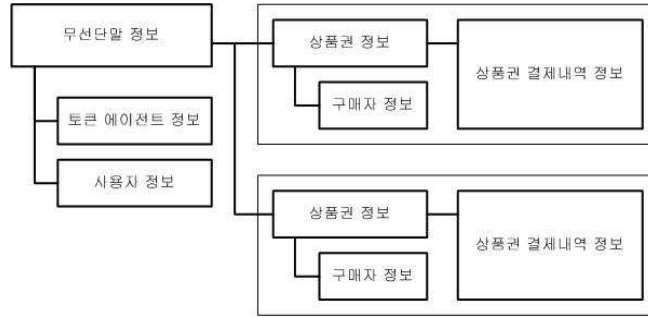 무선단말 정보
토큰 에이전트 정보
사용자 정보
상품권 정보
구매자 정보
상품권 결제내역 정보
상품권 정보
구매자 정보
상품권 결제내역 정보